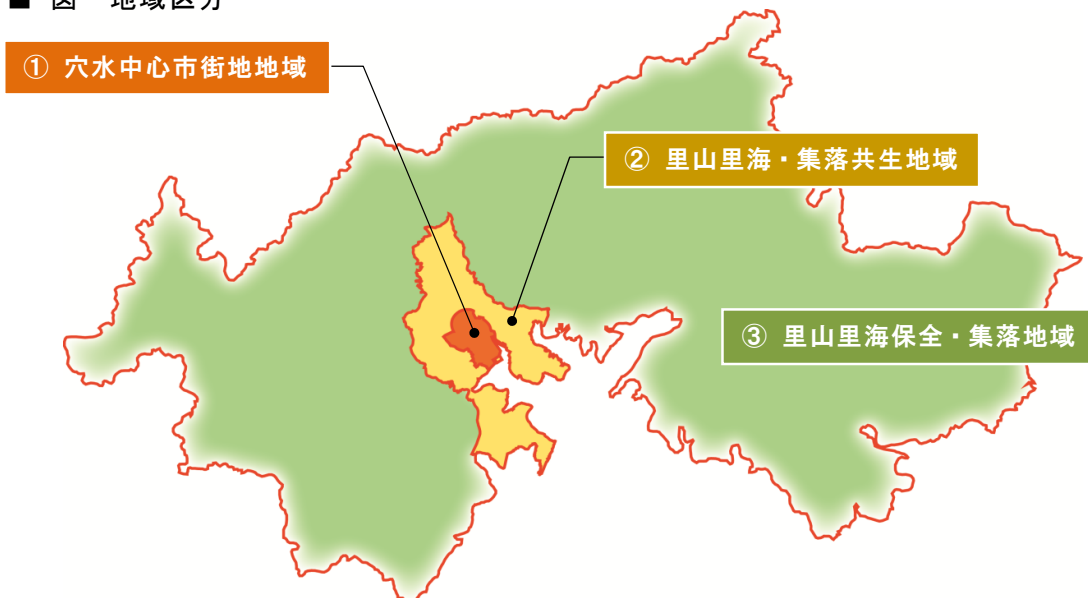 ■ 図 地域区分
① 穴水中心市街地地域
② 里山里海・集落共生地域
③ 里山里海保全・集落地域